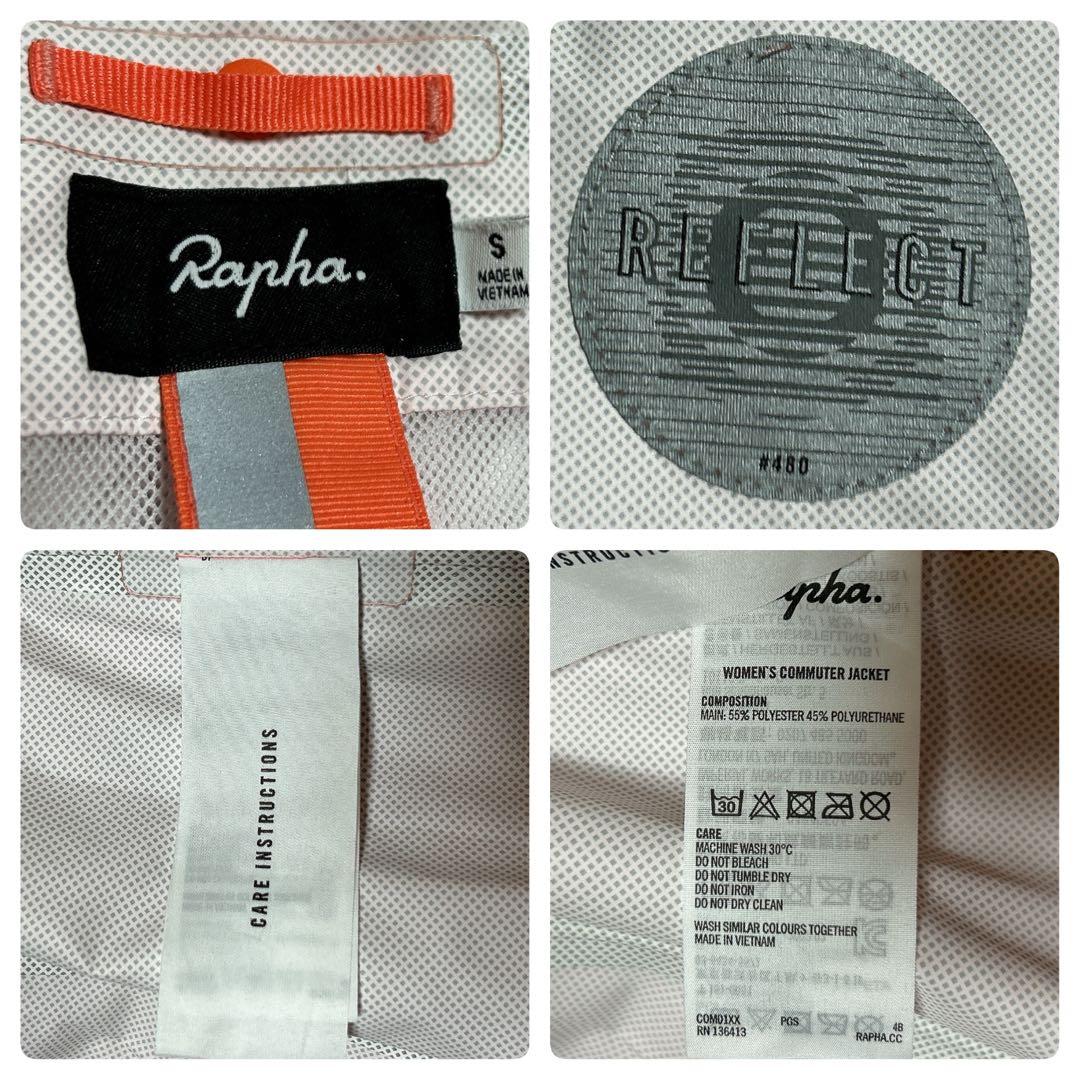 Rapha.
S
MADE IN
VIETNAM
REFLECT
#480
CARE INSTRUCTIONS
pha.
WOMEN'S COMMUTER JACKET
COMPOSITION
MAIN: 55% POLYESTER 45% POLYURETHANE
30
CARE
MACHINE WASH 30°C
DO NOT BLEACH
DO NOT TUMBLE DRY
DO NOT IRON
DO NOT DRY CLEAN
WASH SIMILAR COLOURS TOGETHER
MADE IN VIETNAM
COM01XX PGS 4B
RN 136413 RAPHA.CC